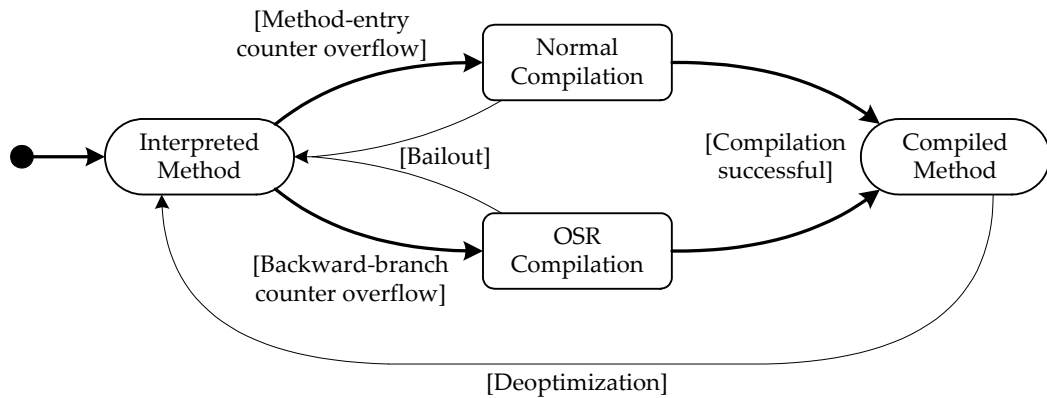 [Method-entry
counter overflow]
Normal
Compilation
Interpreted
Method
[Bailout]
[Compilation
successful]
Compiled
Method
[Backward-branch
counter overflow]
OSR
Compilation
[Deoptimization]